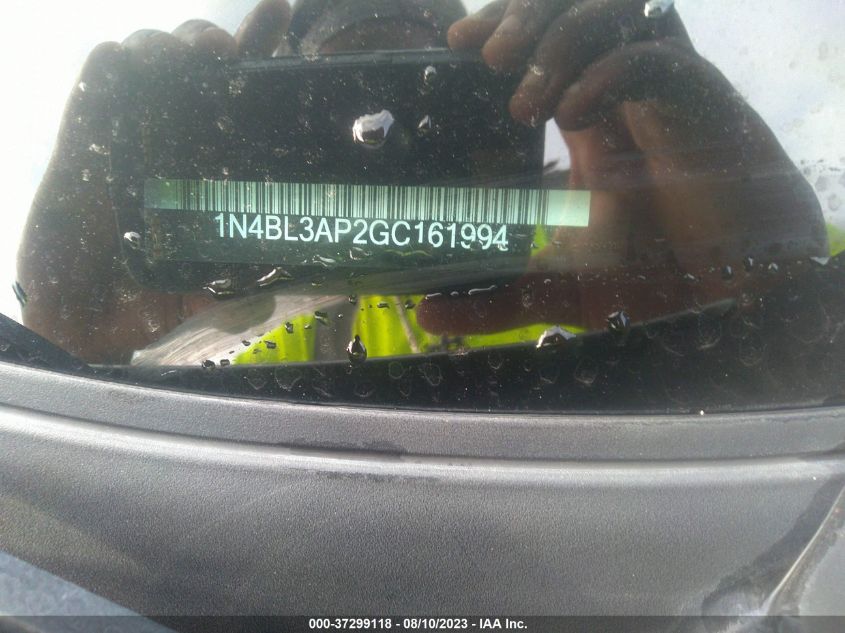 1N4BL3AP2GC161994
000-37299118 - 08/10/2023 - IAA Inc.